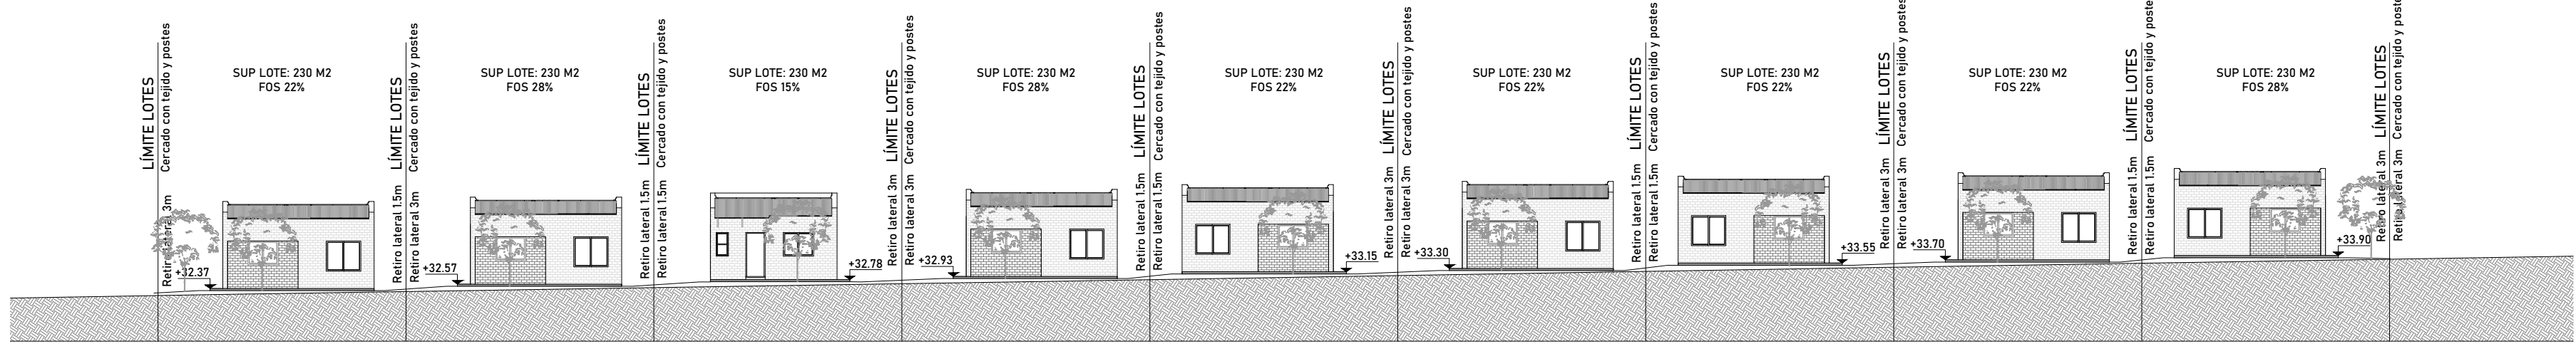 LÍMITE LOTES
Cercado con tejido y postes
Retiro lateral 3m
SUP LOTE: 230 M2
FOS 22%
+32.37
LÍMITE LOTES
Cercado con tejido y postes
Retiro lateral 1.5m
Retiro lateral 3m
SUP LOTE: 230 M2
FOS 28%
+32.57
LÍMITE LOTES
Cercado con tejido y postes
Retiro lateral 1.5m
Retiro lateral 1.5m
SUP LOTE: 230 M2
FOS 15%
+32.78
LÍMITE LOTES
Cercado con tejido y postes
Retiro lateral 3m
Retiro lateral 3m
SUP LOTE: 230 M2
FOS 28%
+32.93
LÍMITE LOTES
Cercado con tejido y postes
Retiro lateral 1.5m
Retiro lateral 1.5m
SUP LOTE: 230 M2
FOS 22%
+33.15
LÍMITE LOTES
Cercado con tejido y postes
Retiro lateral 3m
Retiro lateral 3m
SUP LOTE: 230 M2
FOS 22%
+33.30
LÍMITE LOTES
Cercado con tejido y postes
Retiro lateral 1.5m
Retiro lateral 1.5m
SUP LOTE: 230 M2
FOS 22%
+33.55
LÍMITE LOTES
Cercado con tejido y postes
Retiro lateral 3m
Retiro lateral 3m
SUP LOTE: 230 M2
FOS 22%
+33.70
LÍMITE LOTES
Cercado con tejido y postes
Retiro lateral 1.5m
Retiro lateral 1.5m
SUP LOTE: 230 M2
FOS 28%
+33.90
LÍMITE LOTES
Cercado con tejido y postes
Retiro lateral 3m
Retiro lateral 3m